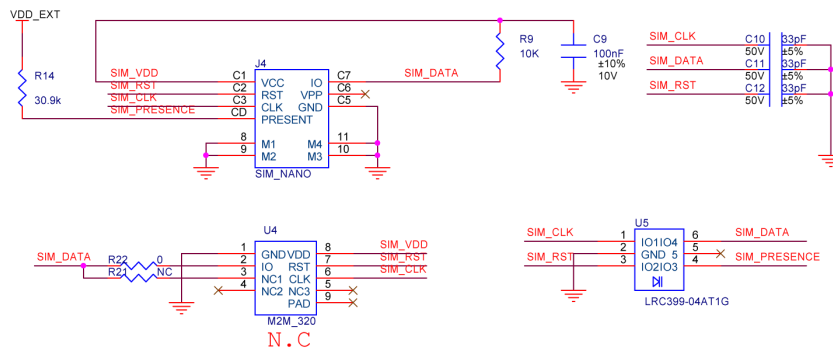 VDD_EXT
R14
30.9k
SIM_VDD
SIM_RST
SIM_CLK
SIM_PRESENCE
J4
C1 VCC IO C7
C2 RST VPP C6
C3 CLK GND C5
CD PRESENT
8 M1 M4 11
9 M2 M3 10
SIM_NANO
SIM_DATA
R9
10K
C9
100nF
±10%
10V
SIM_CLK C10 33pF
50V ±5%
SIM_DATA C11 33pF
50V ±5%
SIM_RST C12 33pF
50V ±5%
U4
SIM_DATA
R22 0
R21 NC
1 GND VDD 8 SIM_VDD
2 IO RST 7 SIM_RST
3 NC1 CLK 6 SIM_CLK
4 NC2 NC3 5
PAD 9
M2M_320
N.C
U5
SIM_CLK 1 IO1 IO4 6 SIM_DATA
2 GND 5 5
SIM_RST 3 IO2 IO3 4 SIM_PRESENCE
LRC399-04AT1G